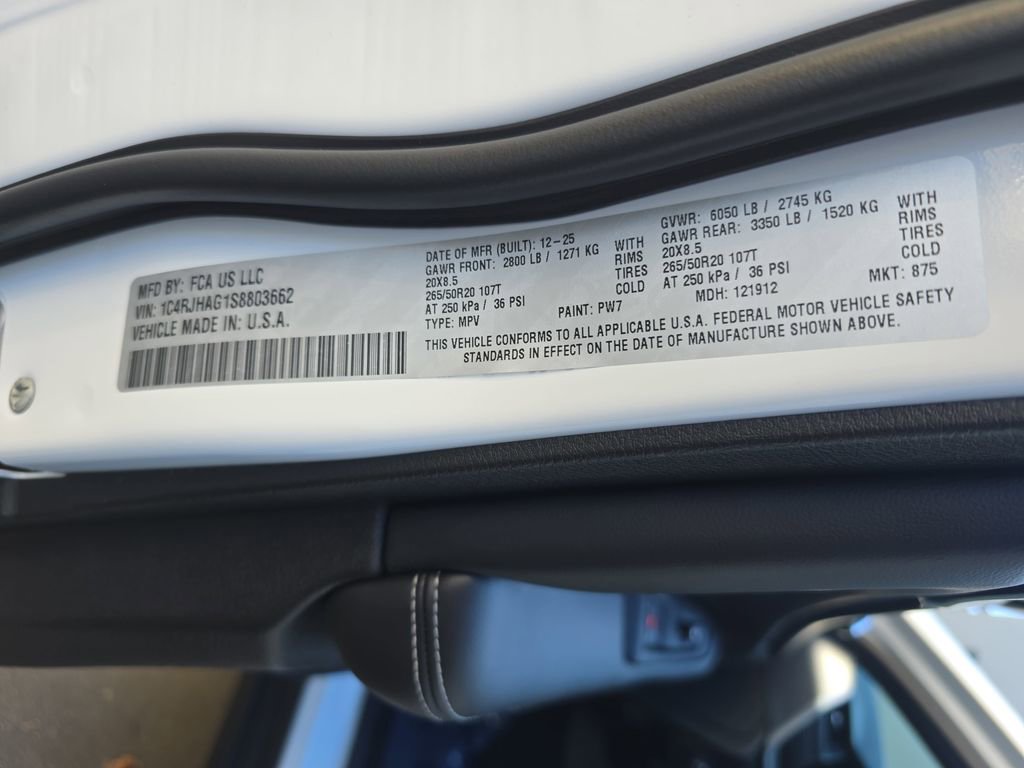 MFD BY: FCA US LLC
VIN: 1C4RJHAG1S8803662
VEHICLE MADE IN: U.S.A.
DATE OF MFR (BUILT): 12-25
GAWR FRONT: 2800 LB / 1271 KG WITH
20X8.5 RIMS
265/50R20 107T TIRES
AT 250 kPa / 36 PSI COLD
TYPE: MPV PAINT: PW7
GVWR: 6050 LB / 2745 KG
GAWR REAR: 3350 LB / 1520 KG WITH
20X8.5 RIMS
265/50R20 107T TIRES
AT 250 kPa / 36 PSI COLD
MDH: 121912 MKT: 875
THIS VEHICLE CONFORMS TO ALL APPLICABLE U.S.A. FEDERAL MOTOR VEHICLE SAFETY
STANDARDS IN EFFECT ON THE DATE OF MANUFACTURE SHOWN ABOVE.